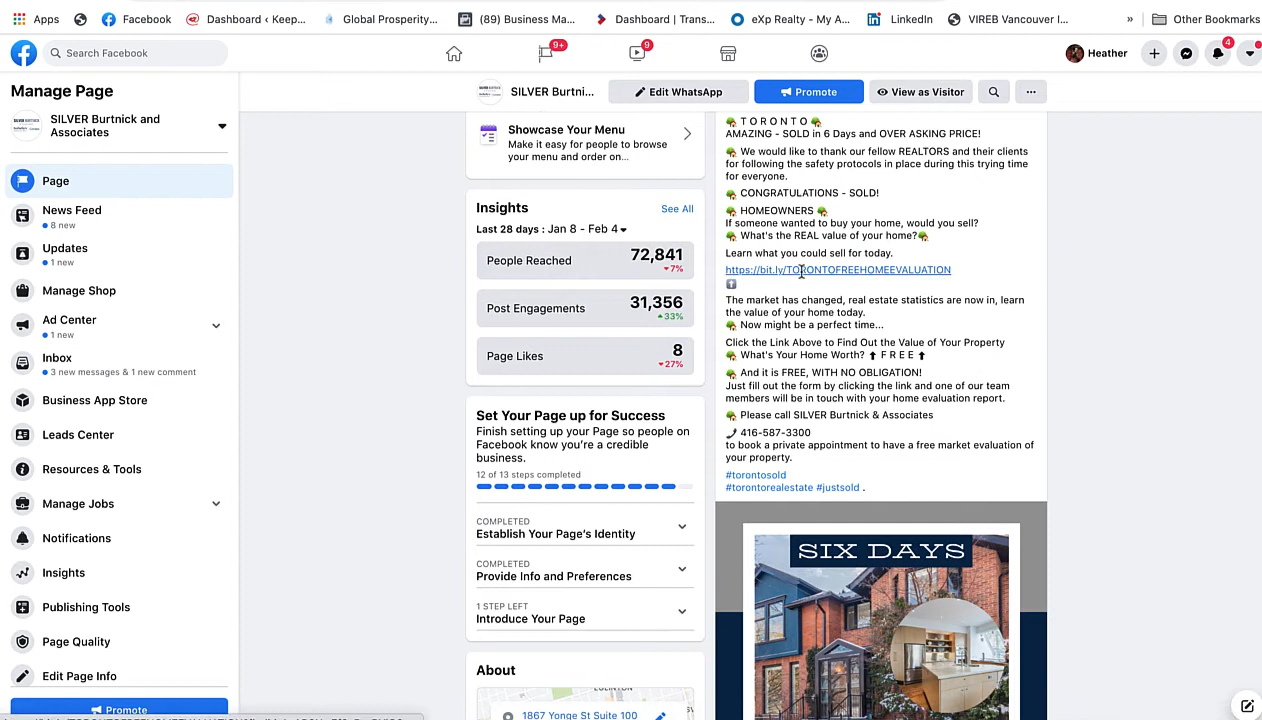 Apps
Facebook
Dashboard ‹ Keep...
Global Prosperity...
(89) Business Ma...
Dashboard | Trans...
eXp Realty - My A...
LinkedIn
VIREB Vancouver I...
»
Other Bookmarks
Search Facebook
9+
9
Heather
4
Manage Page
SILVER Burtnick and
Associates
SILVER Burtni...
Edit WhatsApp
Promote
View as Visitor
...
Page
News Feed
8 new
Updates
1 new
Manage Shop
Ad Center
1 new
Inbox
3 new messages & 1 new comment
Business App Store
Leads Center
Resources & Tools
Manage Jobs
Notifications
Insights
Publishing Tools
Page Quality
Edit Page Info
Promote
Showcase Your Menu
Make it easy for people to browse
your menu and order on...
Insights
See All
Last 28 days : Jan 8 - Feb 4
People Reached
72,841
7%
Post Engagements
31,356
33%
Page Likes
8
27%
Set Your Page up for Success
Finish setting up your Page so people on
Facebook know you're a credible
business.
12 of 13 steps completed
COMPLETED
Establish Your Page's Identity
COMPLETED
Provide Info and Preferences
1 STEP LEFT
Introduce Your Page
About
EGLINTON
1867 Yonge St Suite 100
🏡 T O R O N T O 🏡
AMAZING - SOLD in 6 Days and OVER ASKING PRICE!
🏡 We would like to thank our fellow REALTORS and their clients
for following the safety protocols in place during this trying time
for everyone.
🏡 CONGRATULATIONS - SOLD!
🏡 HOMEOWNERS 🏡
If someone wanted to buy your home, would you sell?
🏡 What's the REAL value of your home?🏡
Learn what you could sell for today.
https://bit.ly/TORONTOFREEHOMEEVALUATION
⬆
The market has changed, real estate statistics are now in, learn
the value of your home today.
🏡 Now might be a perfect time...
Click the Link Above to Find Out the Value of Your Property
🏡 What's Your Home Worth? ⬆ F R E E ⬆
🏡 And it is FREE, WITH NO OBLIGATION!
Just fill out the form by clicking the link and one of our team
members will be in touch with your home evaluation report.
🏡 Please call SILVER Burtnick & Associates
416-587-3300
to book a private appointment to have a free market evaluation of
your property.
#torontosold
#torontorealestate #justsold .
SIX DAYS